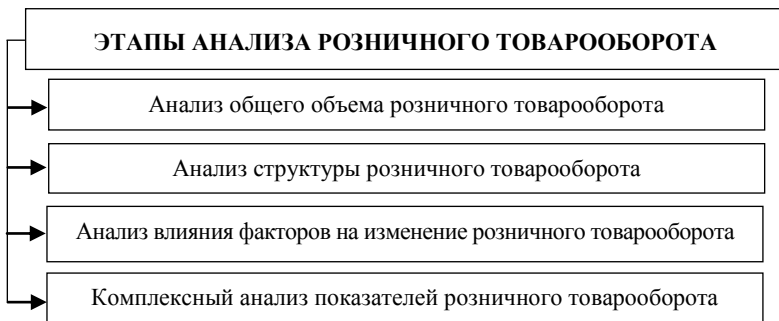 ЭТАПЫ АНАЛИЗА РОЗНИЧНОГО ТОВАРООБОРОТА
Анализ общего объема розничного товарооборота
Анализ структуры розничного товарооборота
Анализ влияния факторов на изменение розничного товарооборота
Комплексный анализ показателей розничного товарооборота